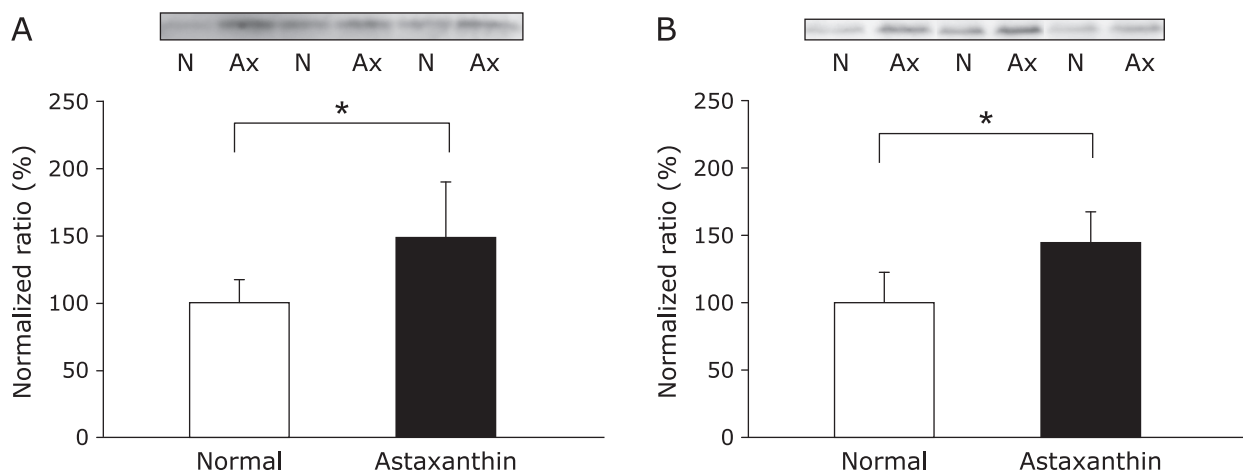 A
N Ax N Ax N Ax
Normalized ratio (%)
250
200
150
100
50
0
*
Normal Astaxanthin
B
N Ax N Ax N Ax
Normalized ratio (%)
250
200
150
100
50
0
*
Normal Astaxanthin